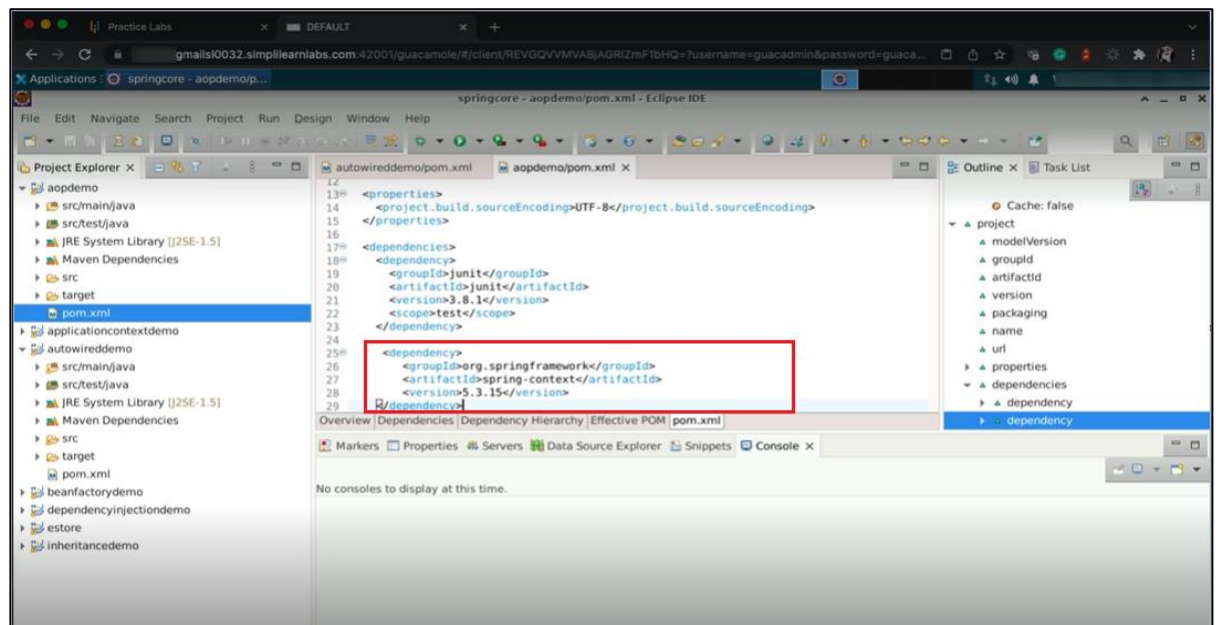 Practice Labs
DEFAULT
gmailsl0032.simplilearnlabs.com:42001/guacamole/#/client/REVGQVVMVABjAGRlZmF1bHQ=?username=guacadmin&password=guaca...
Applications
springcore - aopdemo/p...
springcore - aopdemo/pom.xml - Eclipse IDE
File Edit Navigate Search Project Run Design Window Help
Project Explorer
aopdemo
src/main/java
src/test/java
JRE System Library [J2SE-1.5]
Maven Dependencies
src
target
pom.xml
applicationcontextdemo
autowireddemo
src/main/java
src/test/java
JRE System Library [J2SE-1.5]
Maven Dependencies
src
target
pom.xml
beanfactorydemo
dependencyinjectiondemo
estore
inheritancedemo
autowireddemo/pom.xml
aopdemo/pom.xml
12
13 <properties>
14 <project.build.sourceEncoding>UTF-8</project.build.sourceEncoding>
15 </properties>
16
17 <dependencies>
18 <dependency>
19 <groupId>junit</groupId>
20 <artifactId>junit</artifactId>
21 <version>3.8.1</version>
22 <scope>test</scope>
23 </dependency>
24
25 <dependency>
26 <groupId>org.springframework</groupId>
27 <artifactId>spring-context</artifactId>
28 <version>5.3.15</version>
29 </dependency>
Overview Dependencies Dependency Hierarchy Effective POM pom.xml
Markers Properties Servers Data Source Explorer Snippets Console
No consoles to display at this time.
Outline Task List
Cache: false
project
modelVersion
groupId
artifactId
version
packaging
name
url
properties
dependencies
dependency
dependency